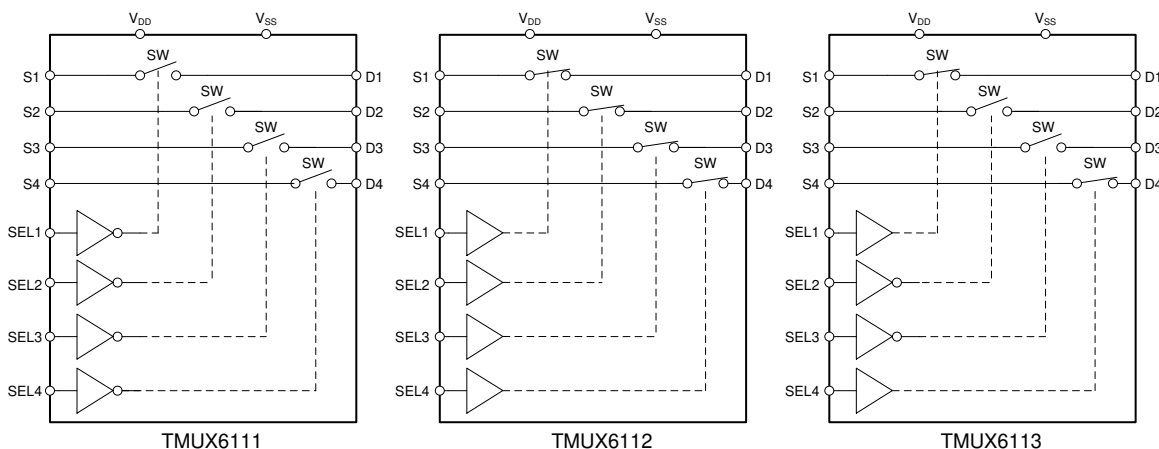 VDD VSS
SW
S1 D1
SW
S2 D2
SW
S3 D3
SW
S4 D4
SEL1
SEL2
SEL3
SEL4
TMUX6111
VDD VSS
SW
S1 D1
SW
S2 D2
SW
S3 D3
SW
S4 D4
SEL1
SEL2
SEL3
SEL4
TMUX6112
VDD VSS
SW
S1 D1
SW
S2 D2
SW
S3 D3
SW
S4 D4
SEL1
SEL2
SEL3
SEL4
TMUX6113